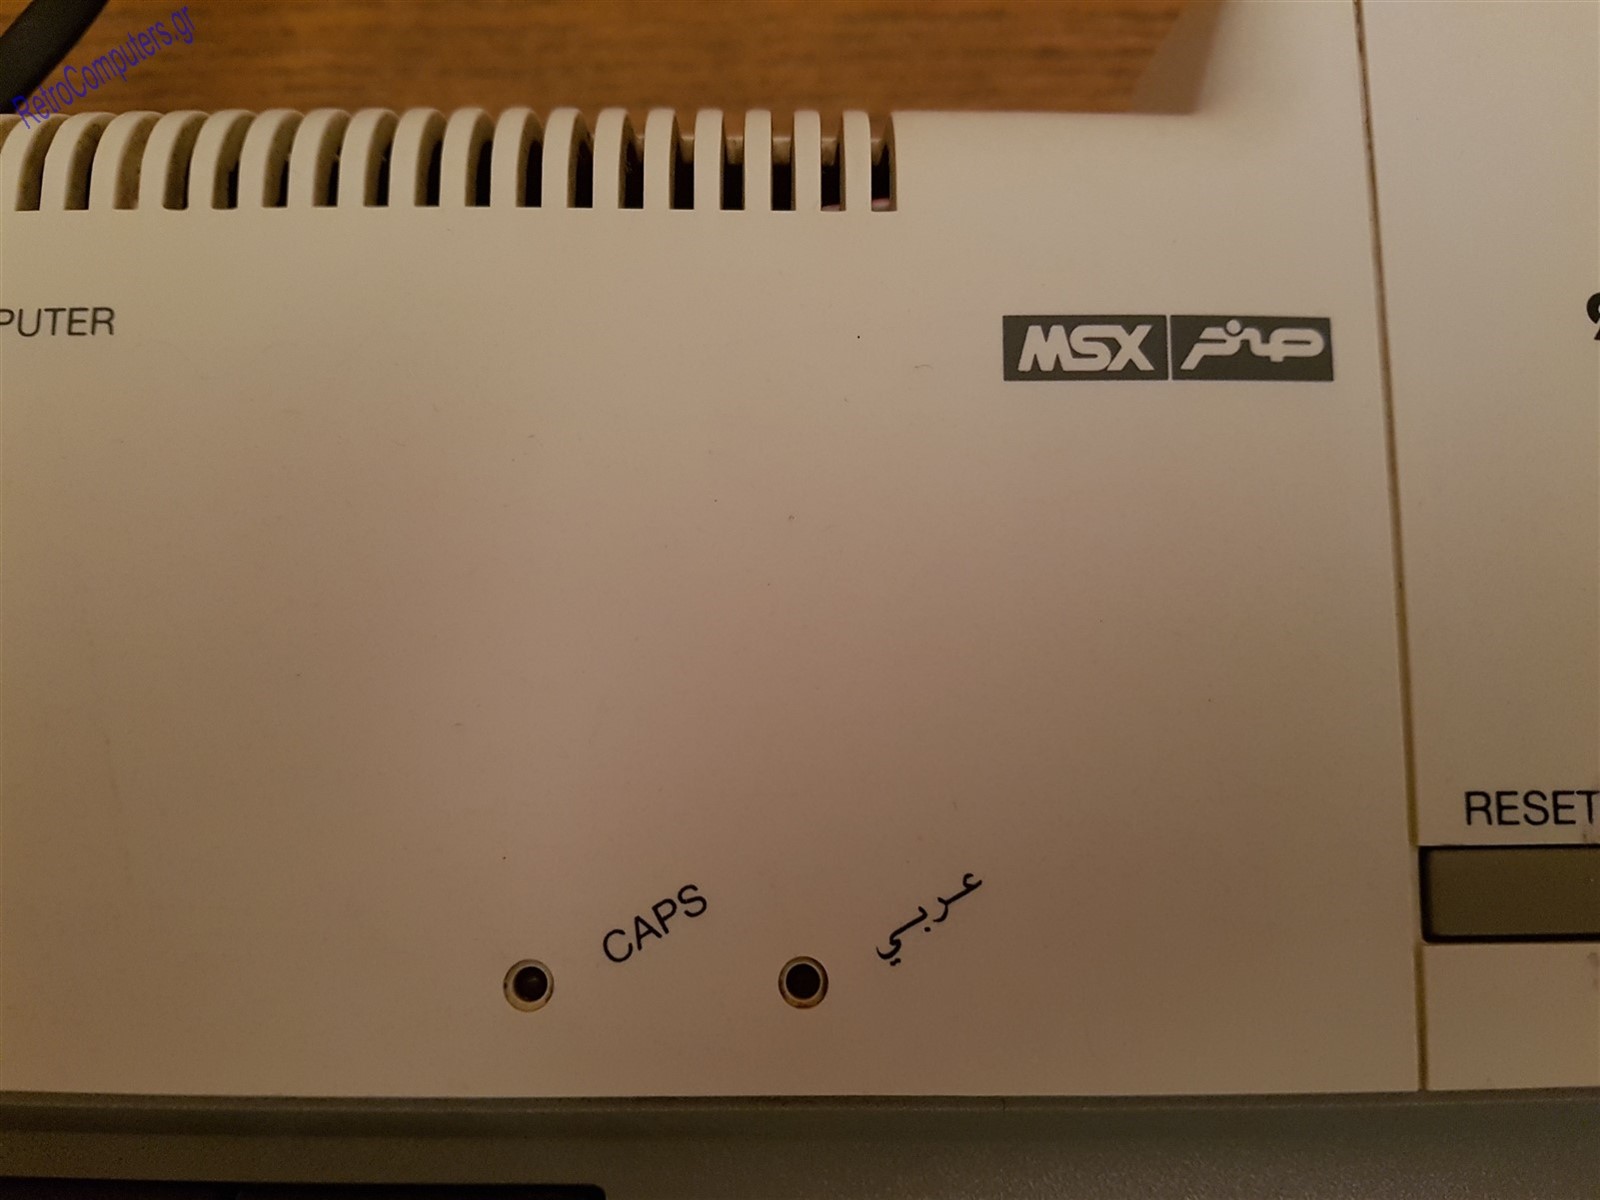 RetroComputers.gr
PUTER
MSX صخر
RESET
CAPS عربي